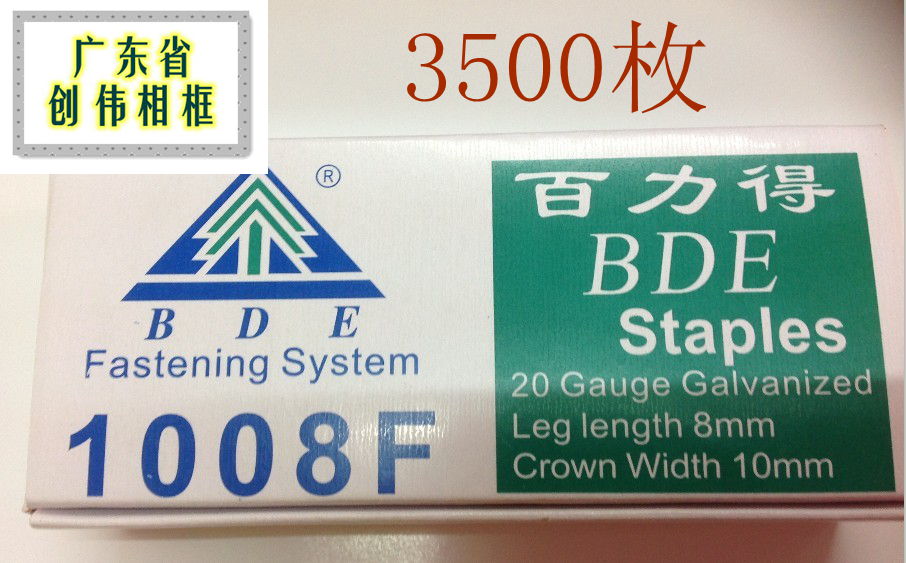 广东省
创伟相框
3500枚
®
B D E
Fastening System
1008F
百力得
BDE
Staples
20 Gauge Galvanized
Leg length 8mm
Crown Width 10mm